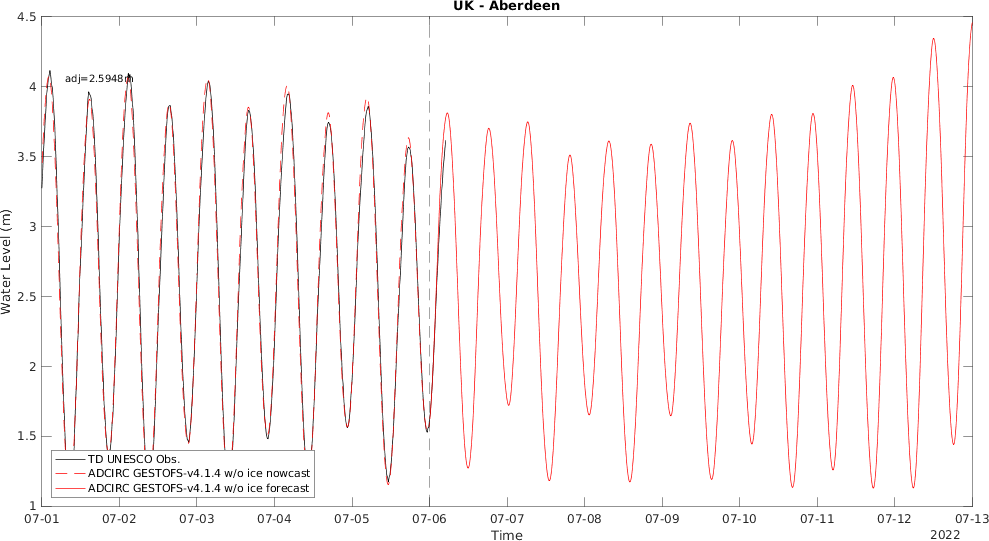 UK - Aberdeen
4.5
4
3.5
3
2.5
2
1.5
1
Water Level (m)
adj=2.5948m
TD UNESCO Obs.
ADCIRC GESTOFS-v4.1.4 w/o ice nowcast
ADCIRC GESTOFS-v4.1.4 w/o ice forecast
07-01 07-02 07-03 07-04 07-05 07-06 07-07 07-08 07-09 07-10 07-11 07-12 07-13
Time
2022